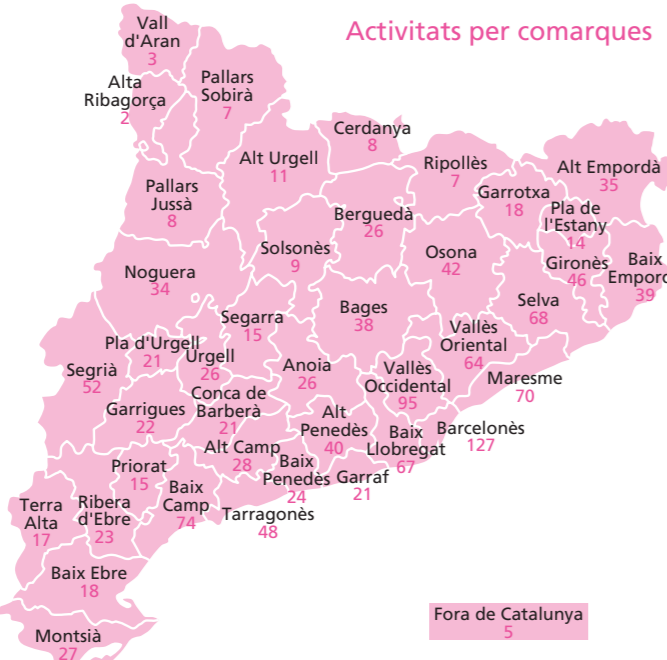 Activitats per comarques
Vall
d'Aran
3
Alta
Ribagorça
2
Pallars
Sobirà
7
Cerdanya
8
Alt Urgell
11
Ripollès
7
Alt Empordà
35
Garrotxa
18
Pla de
l'Estany
14
Pallars
Jussà
8
Berguedà
26
Solsonès
9
Osona
42
Gironès
46
Baix
Empord
39
Noguera
34
Selva
68
Segarra
15
Bages
38
Vallès
Oriental
64
Pla d'Urgell
21
Urgell
26
Segrià
52
Anoia
26
Vallès
Occidental
95
Maresme
70
Conca de
Barberà
21
Garrigues
22
Alt
Penedès
40
Baix
Llobregat
67
Barcelonès
127
Alt Camp
28
Baix
Penedès
24
Garraf
21
Priorat
15
Baix
Camp
74
Tarragonès
48
Terra
Alta
17
Ribera
d'Ebre
23
Baix Ebre
18
Montsià
27
Fora de Catalunya
5